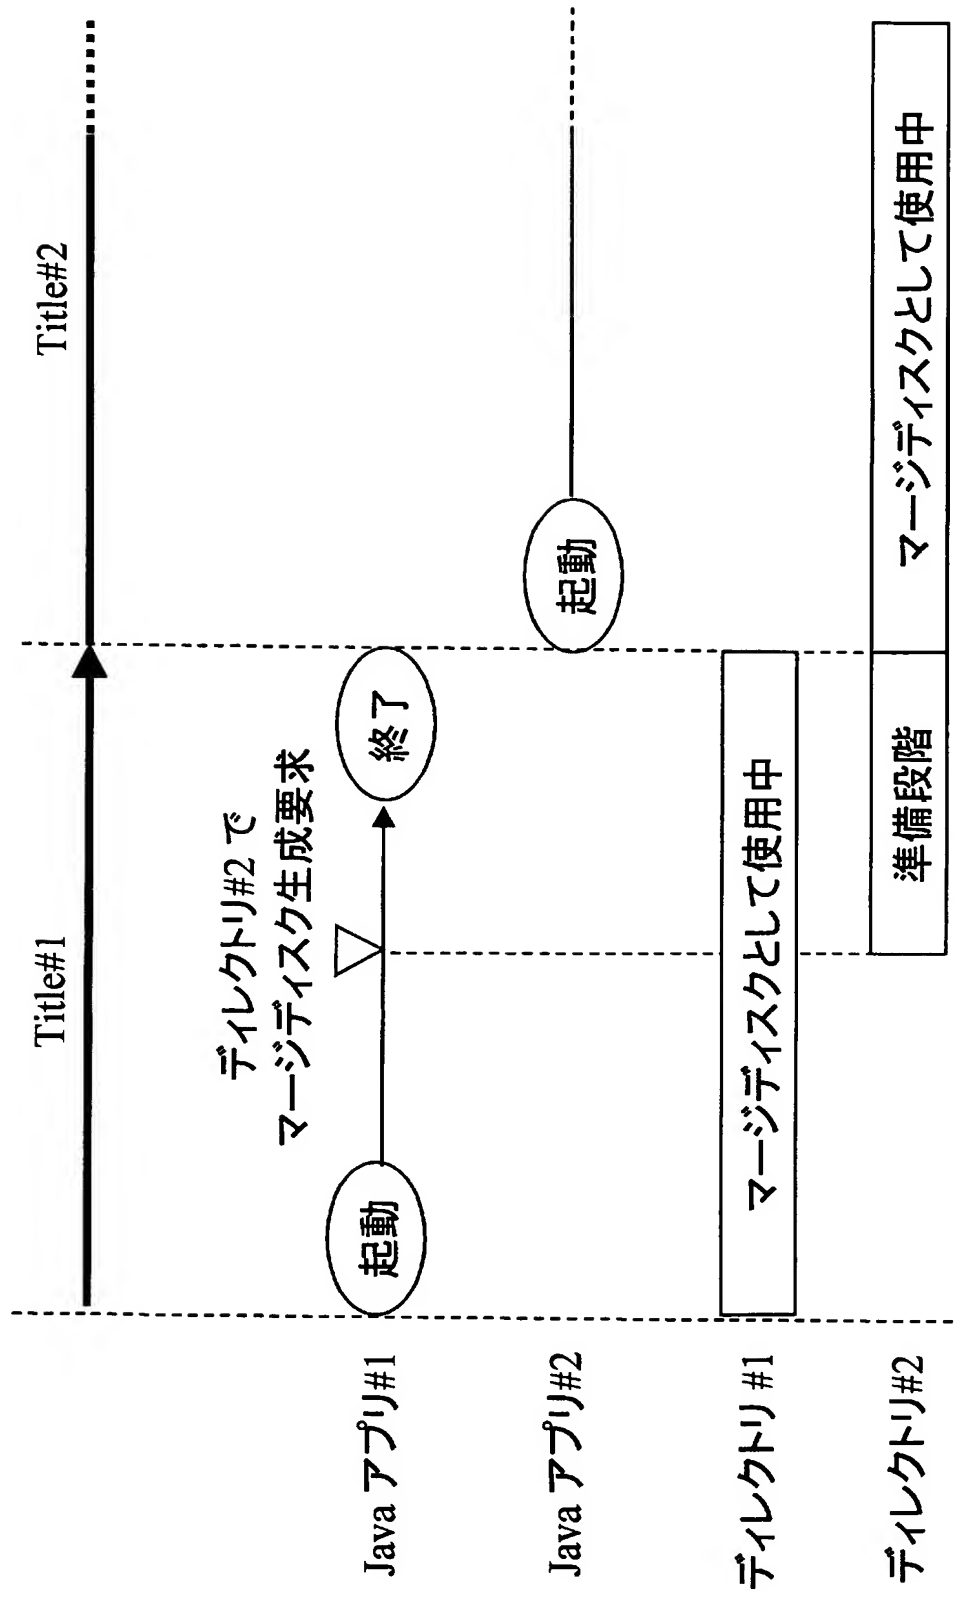 Title#1
Title#2
ディレクトリ#2 で
マージディスク生成要求
Java アプリ#1
起動
終了
Java アプリ#2
起動
ディレクトリ #1
マージディスクとして使用中
ディレクトリ#2
準備段階
マージディスクとして使用中